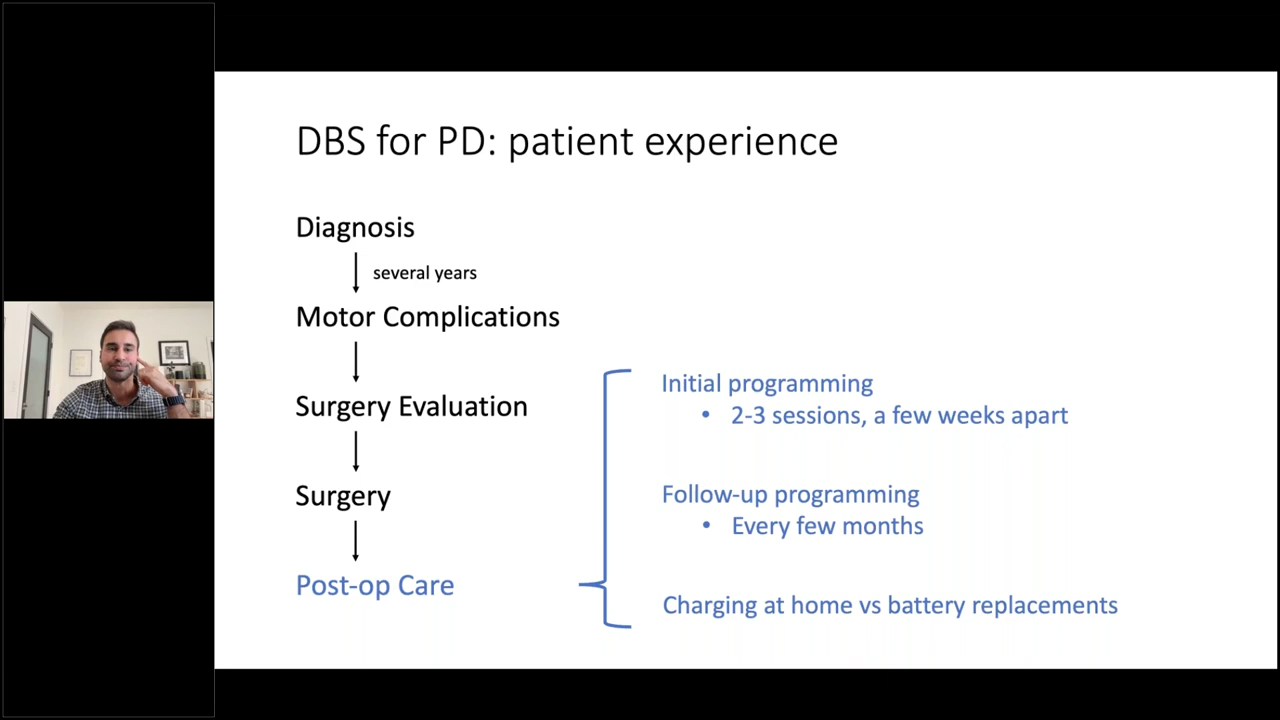 DBS for PD: patient experience
Diagnosis
several years
Motor Complications
Surgery Evaluation
Surgery
Post-op Care
Initial programming
• 2-3 sessions, a few weeks apart
Follow-up programming
• Every few months
Charging at home vs battery replacements